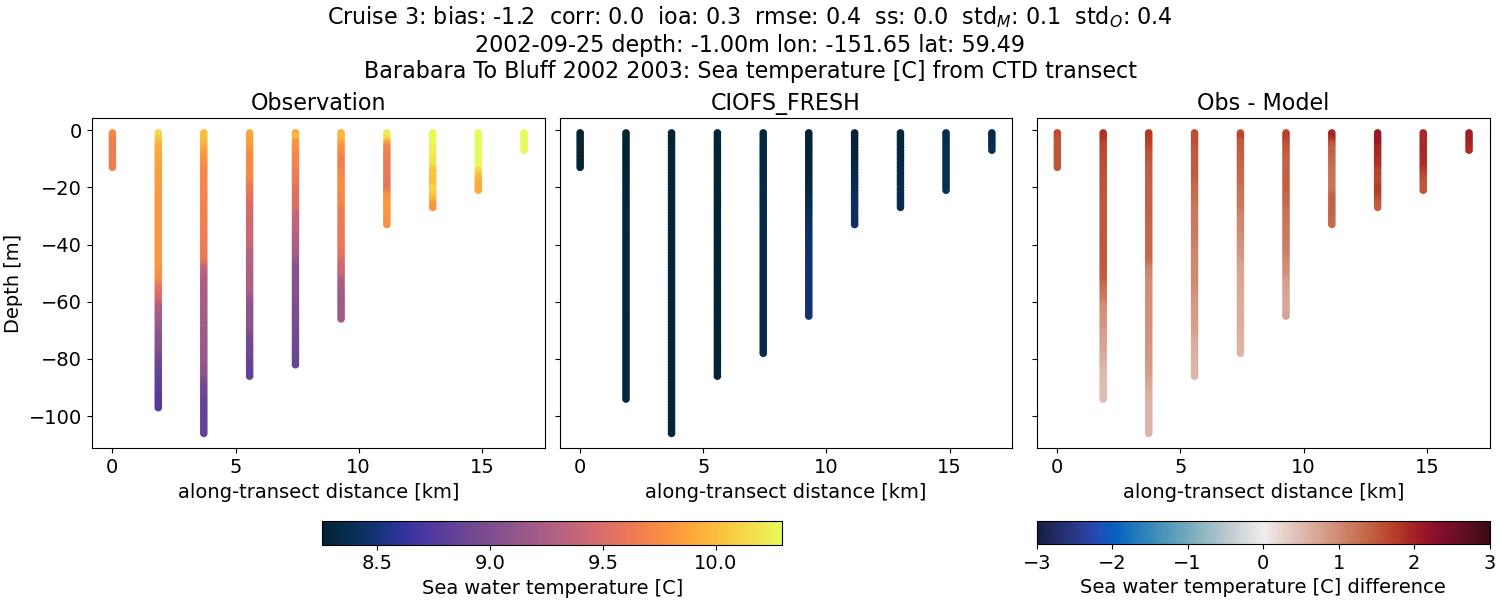 Cruise 3: bias: -1.2 corr: 0.0 ioa: 0.3 rmse: 0.4 ss: 0.0 std_M: 0.1 std_O: 0.4
2002-09-25 depth: -1.00m lon: -151.65 lat: 59.49
Barabara To Bluff 2002 2003: Sea temperature [C] from CTD transect
Observation CIOFS_FRESH Obs - Model
Depth [m]
0
−20
−40
−60
−80
−100
0 5 10 15 0 5 10 15 0 5 10 15
along-transect distance [km] along-transect distance [km] along-transect distance [km]
8.5 9.0 9.5 10.0 −3 −2 −1 0 1 2 3
Sea water temperature [C] Sea water temperature [C] difference